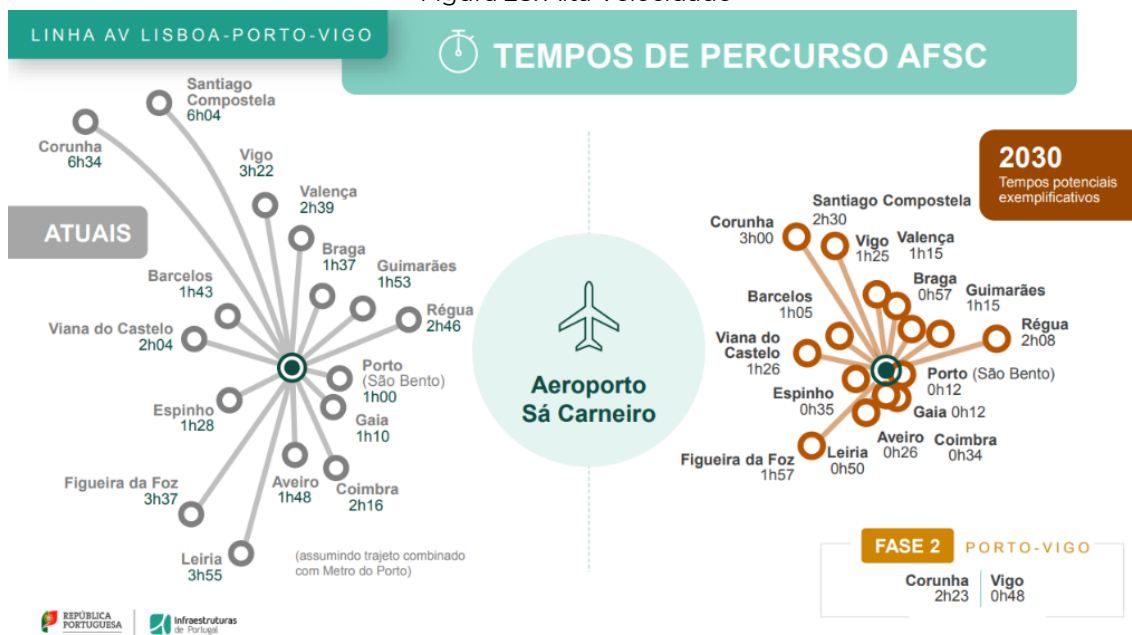 LINHA AV LISBOA-PORTO-VIGO
TEMPOS DE PERCURSO AFSC
ATUAIS
Santiago
Compostela
6h04
Corunha
6h34
Vigo
3h22
Valença
2h39
Braga
1h37
Guimarães
1h53
Barcelos
1h43
Régua
2h46
Viana do Castelo
2h04
Porto
(São Bento)
1h00
Espinho
1h28
Gaia
1h10
Aveiro
1h48
Coimbra
2h16
Figueira da Foz
3h37
Leiria
3h55
(assumindo trajeto combinado
com Metro do Porto)
Aeroporto
Sá Carneiro
2030
Tempos potenciais
exemplificativos
Santiago Compostela
2h30
Corunha
3h00
Vigo
1h25
Valença
1h15
Braga
0h57
Guimarães
1h15
Barcelos
1h05
Régua
2h08
Viana do
Castelo
1h26
Porto (São Bento)
0h12
Espinho
0h35
Gaia 0h12
Aveiro
0h26
Coimbra
0h34
Leiria
0h50
Figueira da Foz
1h57
FASE 2 PORTO-VIGO
Corunha
2h23
Vigo
0h48
REPÚBLICA
PORTUGUESA
Infraestruturas
de Portugal